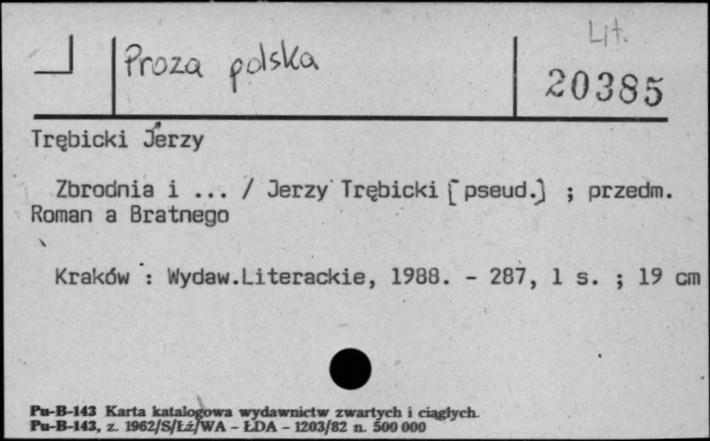 Lit.
Proza polska
20385
Trębicki Jerzy
Zbrodnia i ... / Jerzy Trębicki [pseud.] ; przedm.
Roman a Bratnego
Kraków : Wydaw.Literackie, 1988. - 287, 1 s. ; 19 cm
Pu-B-143 Karta katalogowa wydawnictw zwartych i ciągłych.
Pu-B-143, z. 1962/S/Łź/WA - ŁDA - 1203/82 n. 500 000